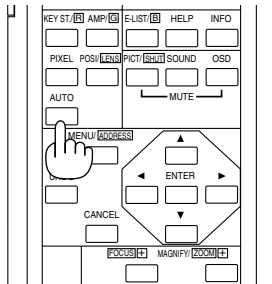 KEY ST./R AMP/G E-LIST/B HELP INFO
PIXEL POSI/LENS PICT/SHUT SOUND OSD
AUTO MUTE
MENU/ADDRESS
ENTER
CANCEL
FOCUS+ MAGNIFY/ZOOM+